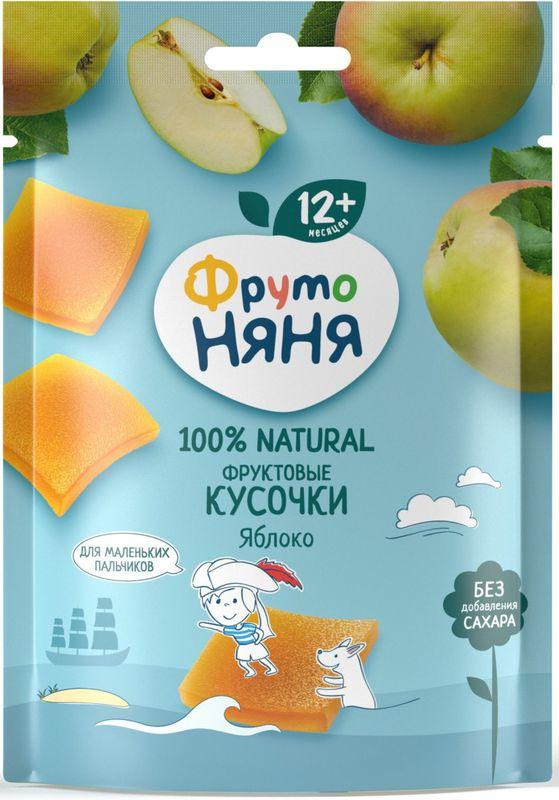 12+
месяцев
Фруто
няня
100% NATURAL
ФРУКТОВЫЕ
КУСОЧКИ
Яблоко
ДЛЯ МАЛЕНЬКИХ
ПАЛЬЧИКОВ
БЕЗ
добавления
САХАРА